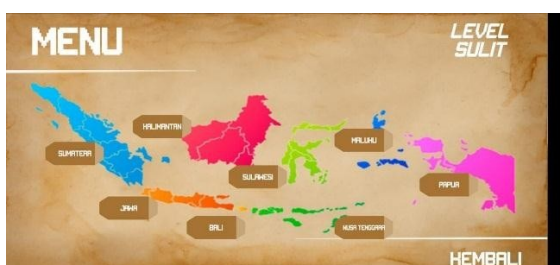 MENU
LEVEL
SULIT
KALIMANTAN
MALUKU
SUMATERA
SULAWESI
PAPUA
JAWA
BALI
NUSA TENGGARA
KEMBALI